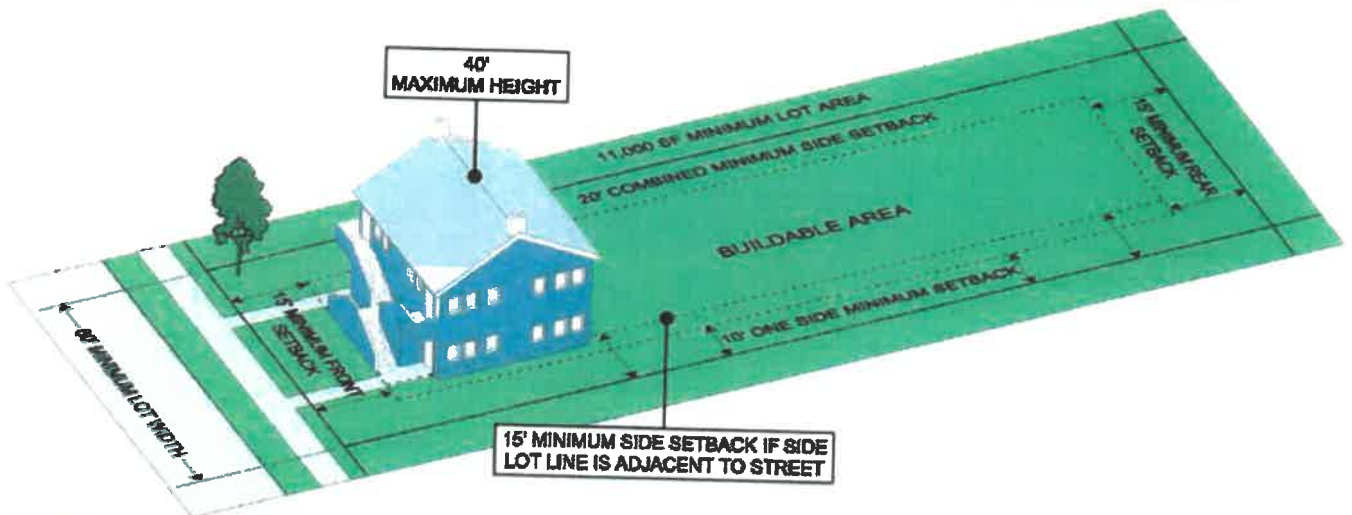 40'
MAXIMUM HEIGHT
11,000 SF MINIMUM LOT AREA
20' COMBINED MINIMUM SIDE SETBACK
15' MINIMUM REAR
SETBACK
BUILDABLE AREA
10' ONE SIDE MINIMUM SETBACK
15' MINIMUM FRONT
SETBACK
MINIMUM LOT WIDTH
15' MINIMUM SIDE SETBACK IF SIDE
LOT LINE IS ADJACENT TO STREET